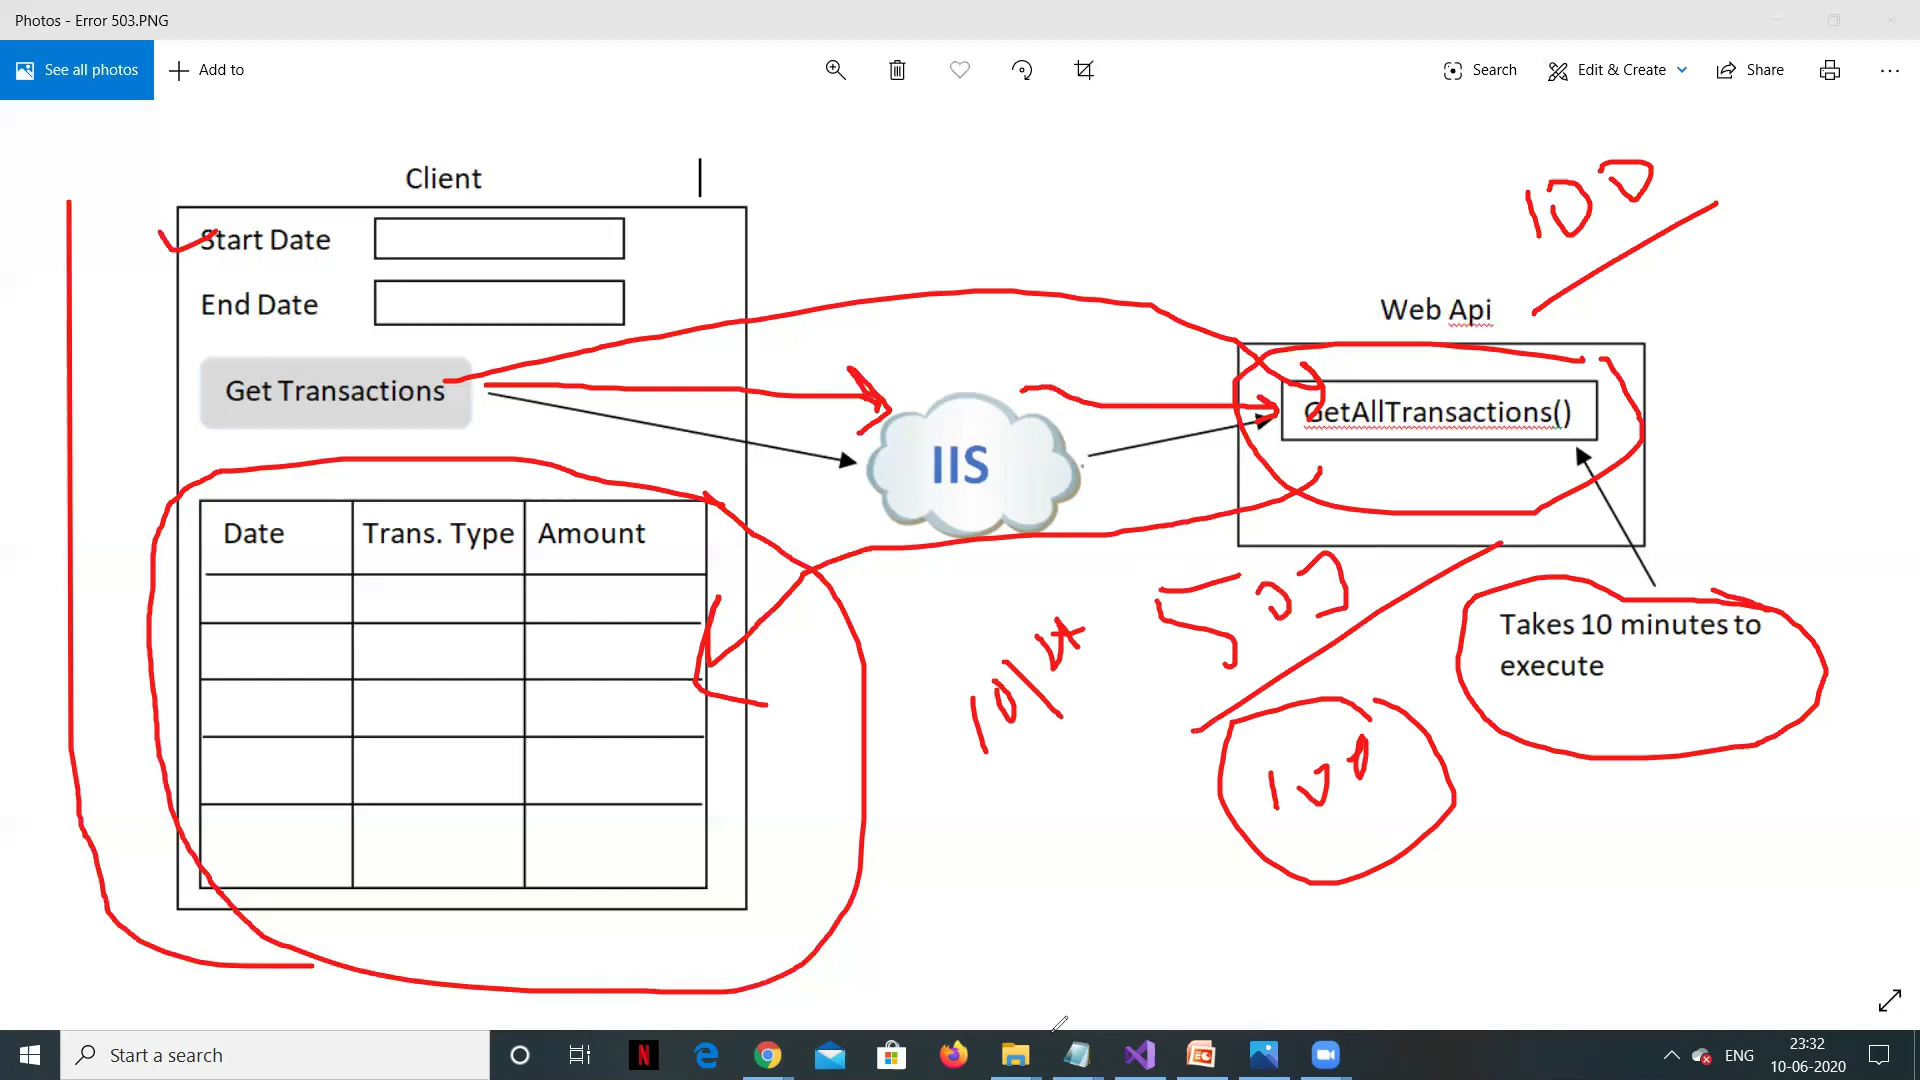 Photos - Error 503.PNG
See all photos
Add to
Search
Edit & Create
Share
Client
Start Date
End Date
Get Transactions
Date Trans. Type Amount
IIS
100
Web Api
GetAllTransactions()
503
Takes 10 minutes to
execute
100
Start a search
ENG
23:32
10-06-2020